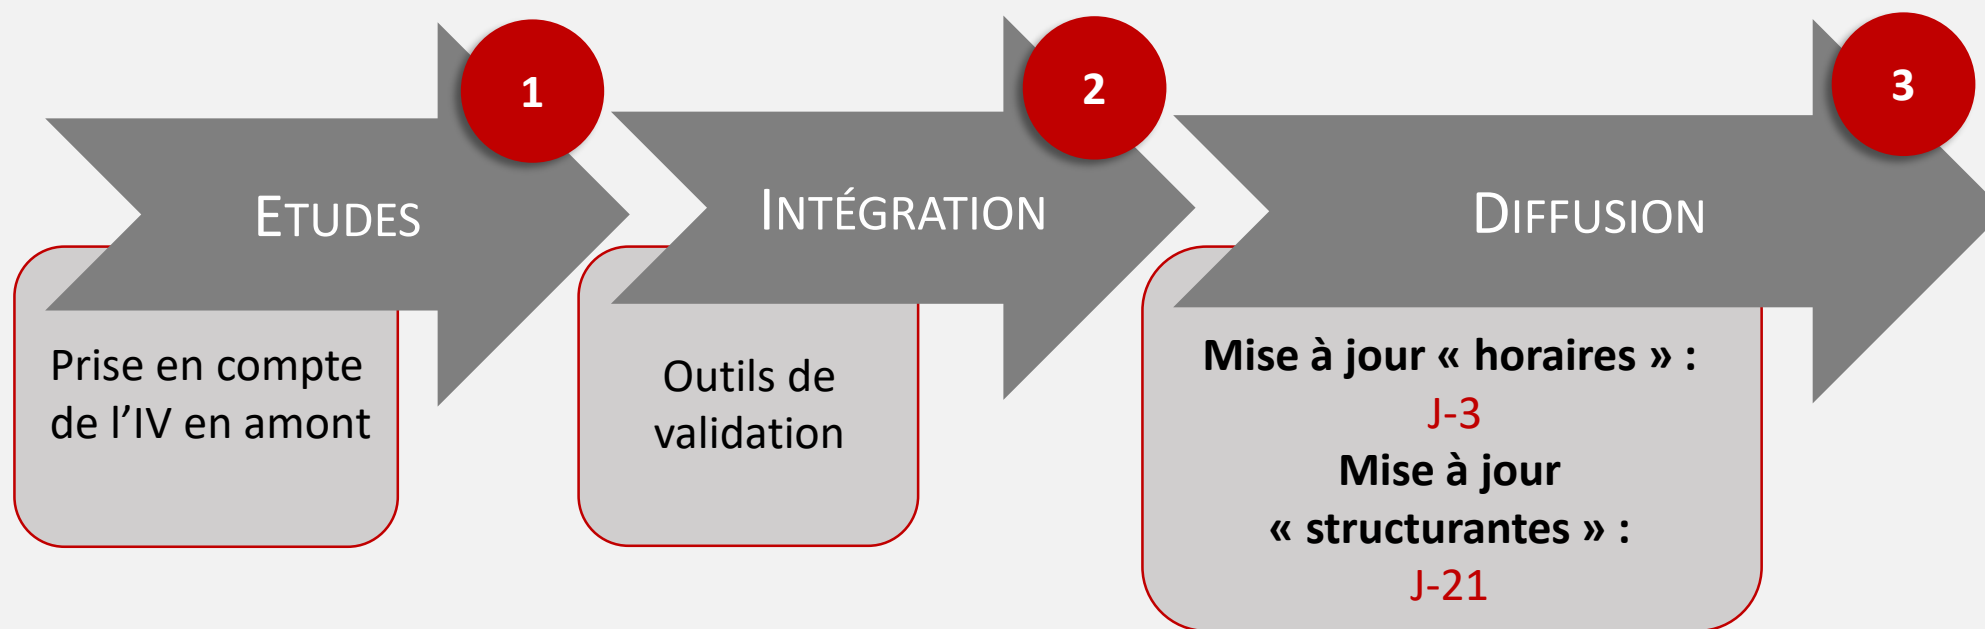 1
ETUDES
Prise en compte
de l’IV en amont
2
INTÉGRATION
Outils de
validation
3
DIFFUSION
Mise à jour « horaires » :
J-3
Mise à jour
« structurantes » :
J-21